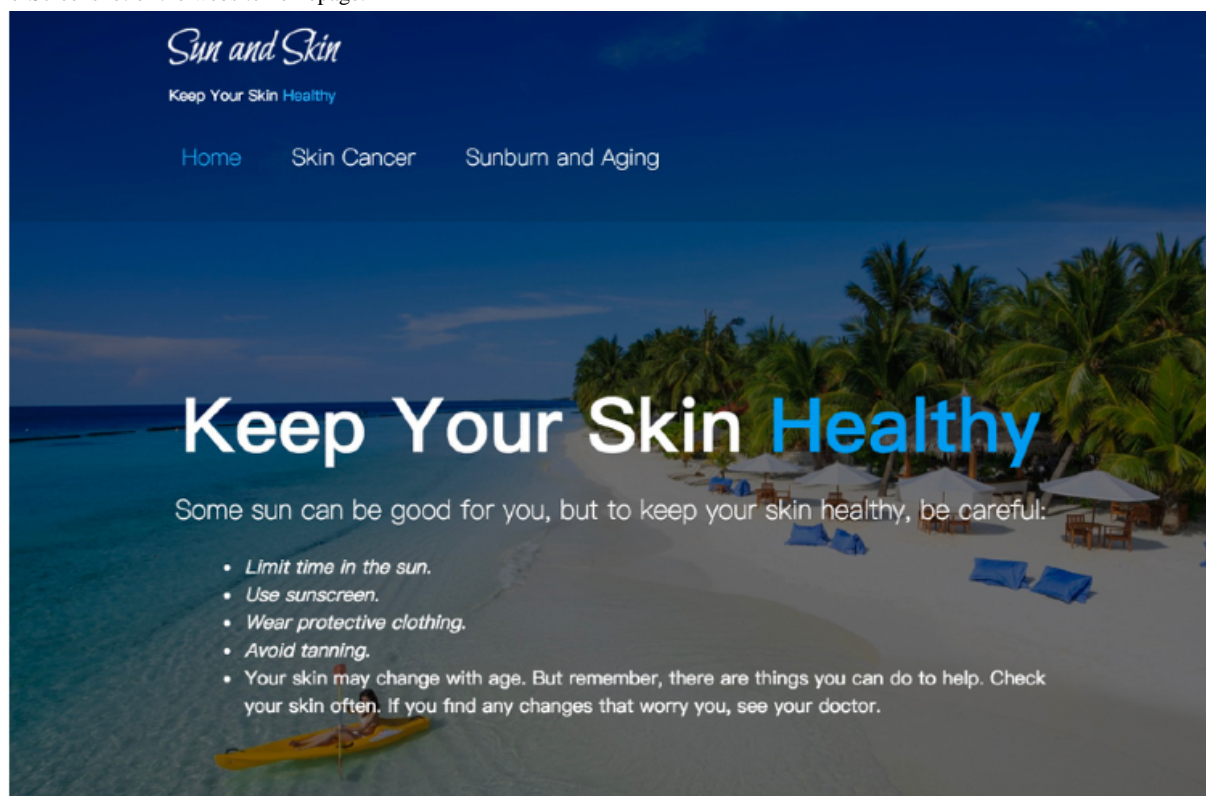 Sun and Skin
Keep Your Skin Healthy
Home Skin Cancer Sunburn and Aging
Keep Your Skin Healthy
Some sun can be good for you, but to keep your skin healthy, be careful:
• Limit time in the sun.
• Use sunscreen.
• Wear protective clothing.
• Avoid tanning.
• Your skin may change with age. But remember, there are things you can do to help. Check
your skin often. If you find any changes that worry you, see your doctor.